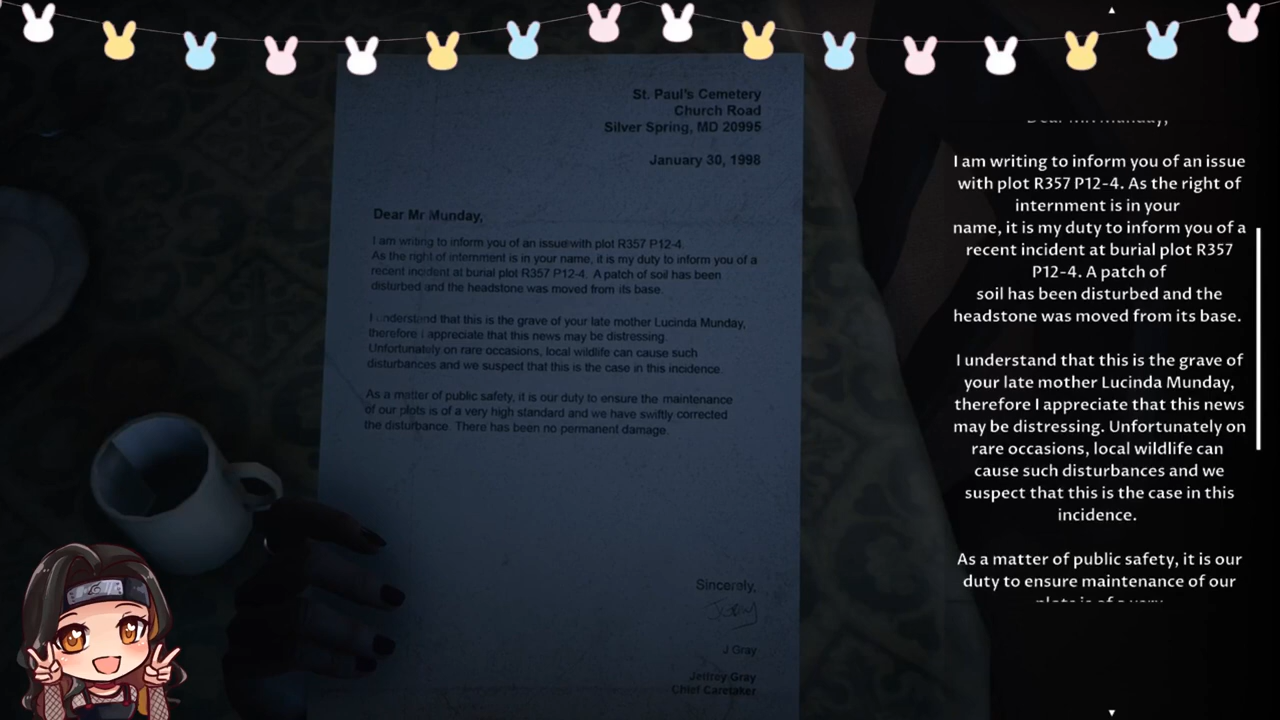 St. Paul's Cemetery
Church Road
Silver Spring, MD 20995
January 30, 1998
Dear Mr Munday,
I am writing to inform you of an issue with plot R357 P12-4.
As the right of internment is in your name, it is my duty to inform you of a
recent incident at burial plot R357 P12-4. A patch of soil has been
disturbed and the headstone was moved from its base.
I understand that this is the grave of your late mother Lucinda Munday,
therefore I appreciate that this news may be distressing.
Unfortunately on rare occasions, local wildlife can cause such
disturbances and we suspect that this is the case in this incidence.
As a matter of public safety, it is our duty to ensure the maintenance
of our plots is of a very high standard and we have swiftly corrected
the disturbance. There has been no permanent damage.
Sincerely,
J Gray
Jeffrey Gray
Chief Caretaker
I am writing to inform you of an issue
with plot R357 P12-4. As the right of
internment is in your
name, it is my duty to inform you of a
recent incident at burial plot R357
P12-4. A patch of
soil has been disturbed and the
headstone was moved from its base.
I understand that this is the grave of
your late mother Lucinda Munday,
therefore I appreciate that this news
may be distressing. Unfortunately on
rare occasions, local wildlife can
cause such disturbances and we
suspect that this is the case in this
incidence.
As a matter of public safety, it is our
duty to ensure maintenance of our